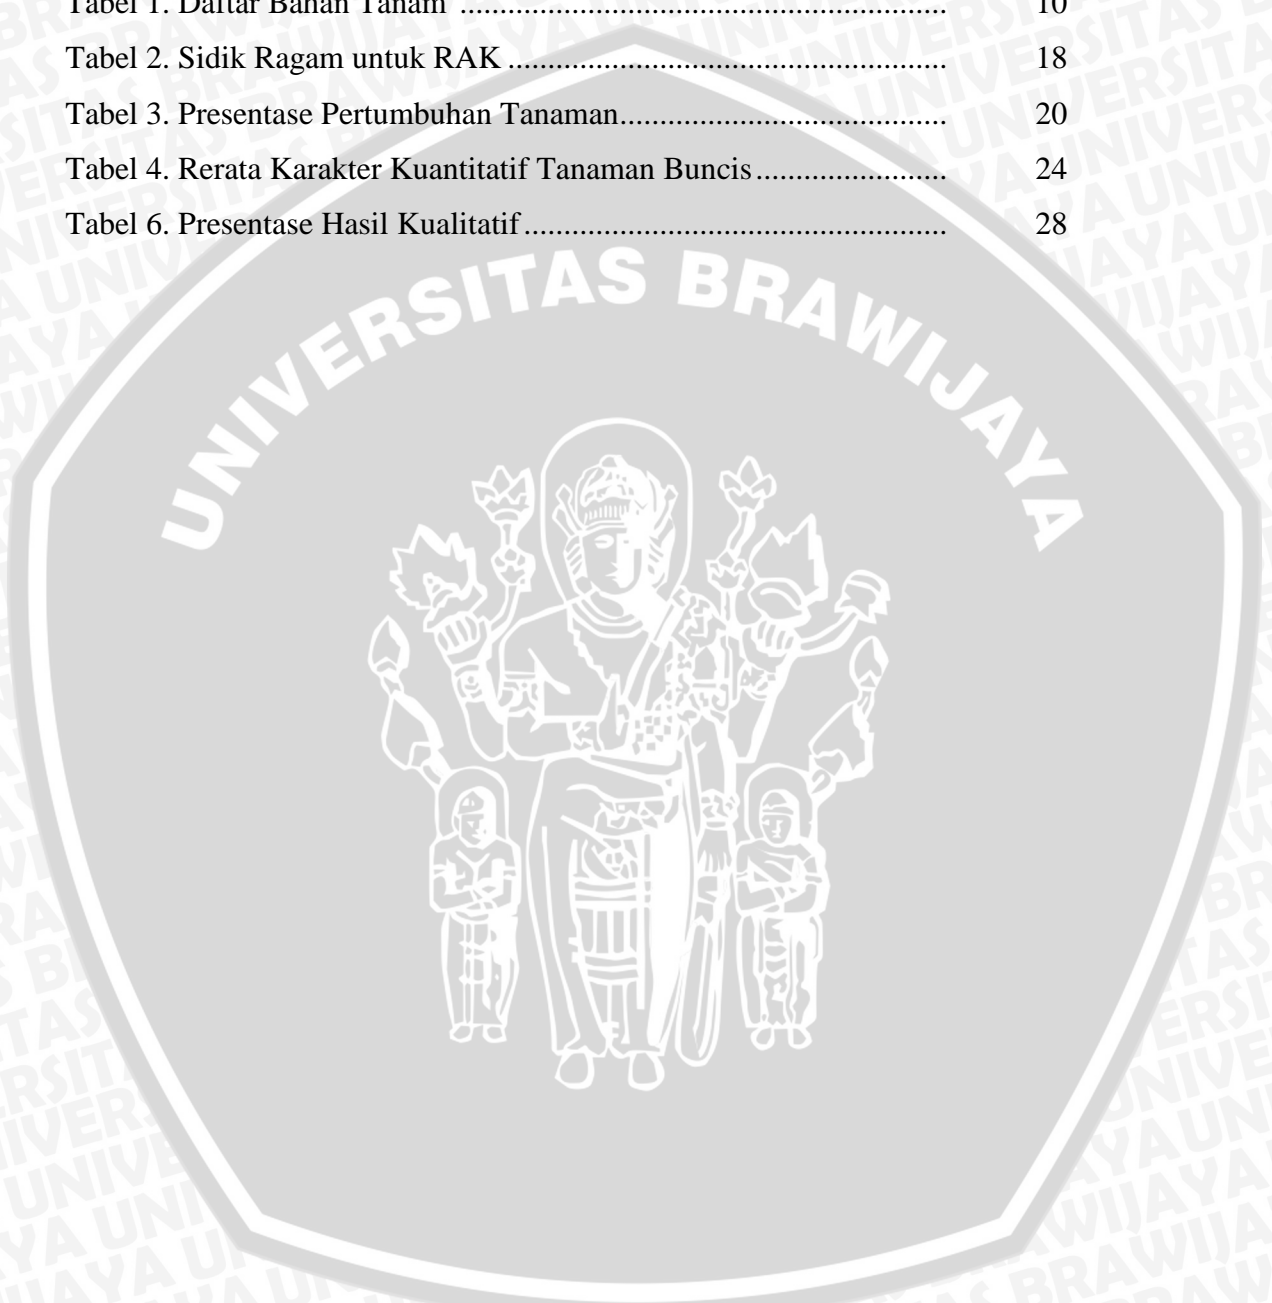 Tabel 1. Daftar Bahan Tanam ............................................................. 10
Tabel 2. Sidik Ragam untuk RAK ....................................................... 18
Tabel 3. Presentase Pertumbuhan Tanaman......................................... 20
Tabel 4. Rerata Karakter Kuantitatif Tanaman Buncis ........................ 24
Tabel 6. Presentase Hasil Kualitatif ..................................................... 28
UNIVERSITAS BRAWIJAYA